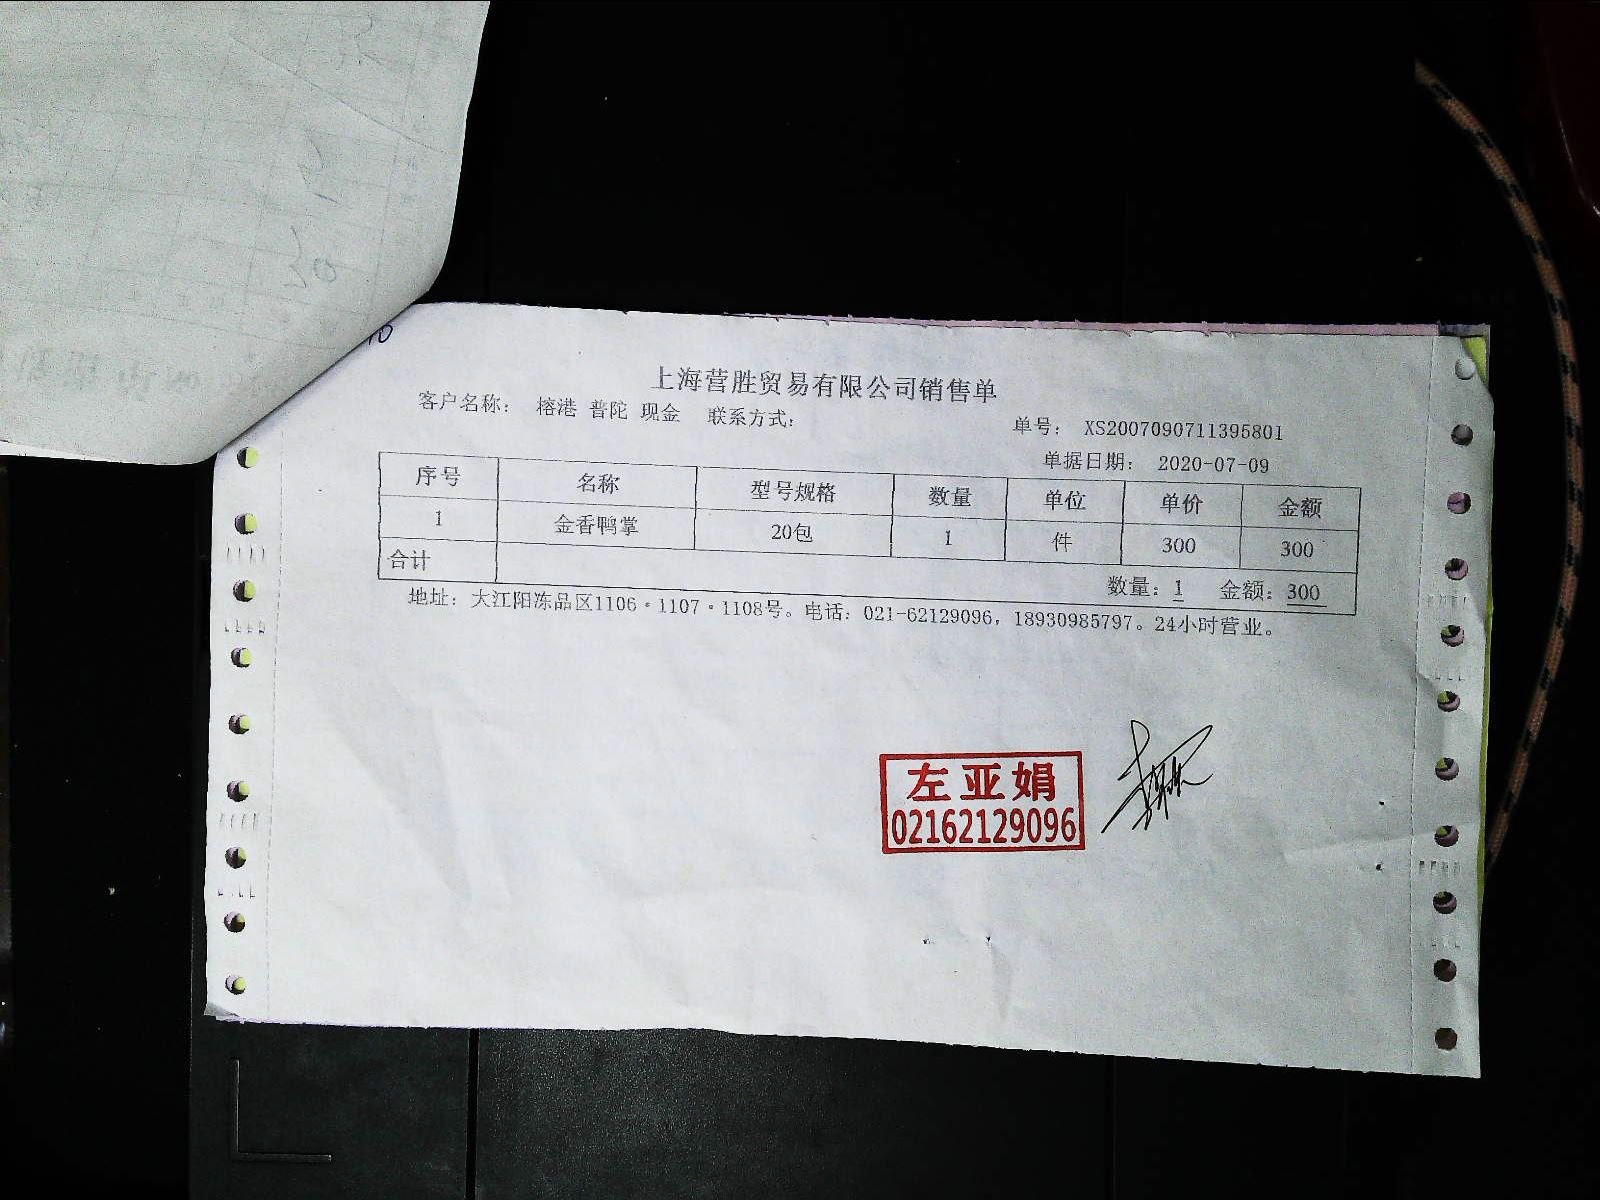 上海营胜贸易有限公司销售单
客户名称： 榕港 普陀 现金 联系方式：
单号： XS2007090711395801
单据日期： 2020-07-09
序号 名称 型号规格 数量 单位 单价 金额
1 金香鸭掌 20包 1 件 300 300
合计 数量：1 金额：300
地址：大江阳冻品区1106·1107·1108号。电话：021-62129096，18930985797。24小时营业。
左亚娟
02162129096